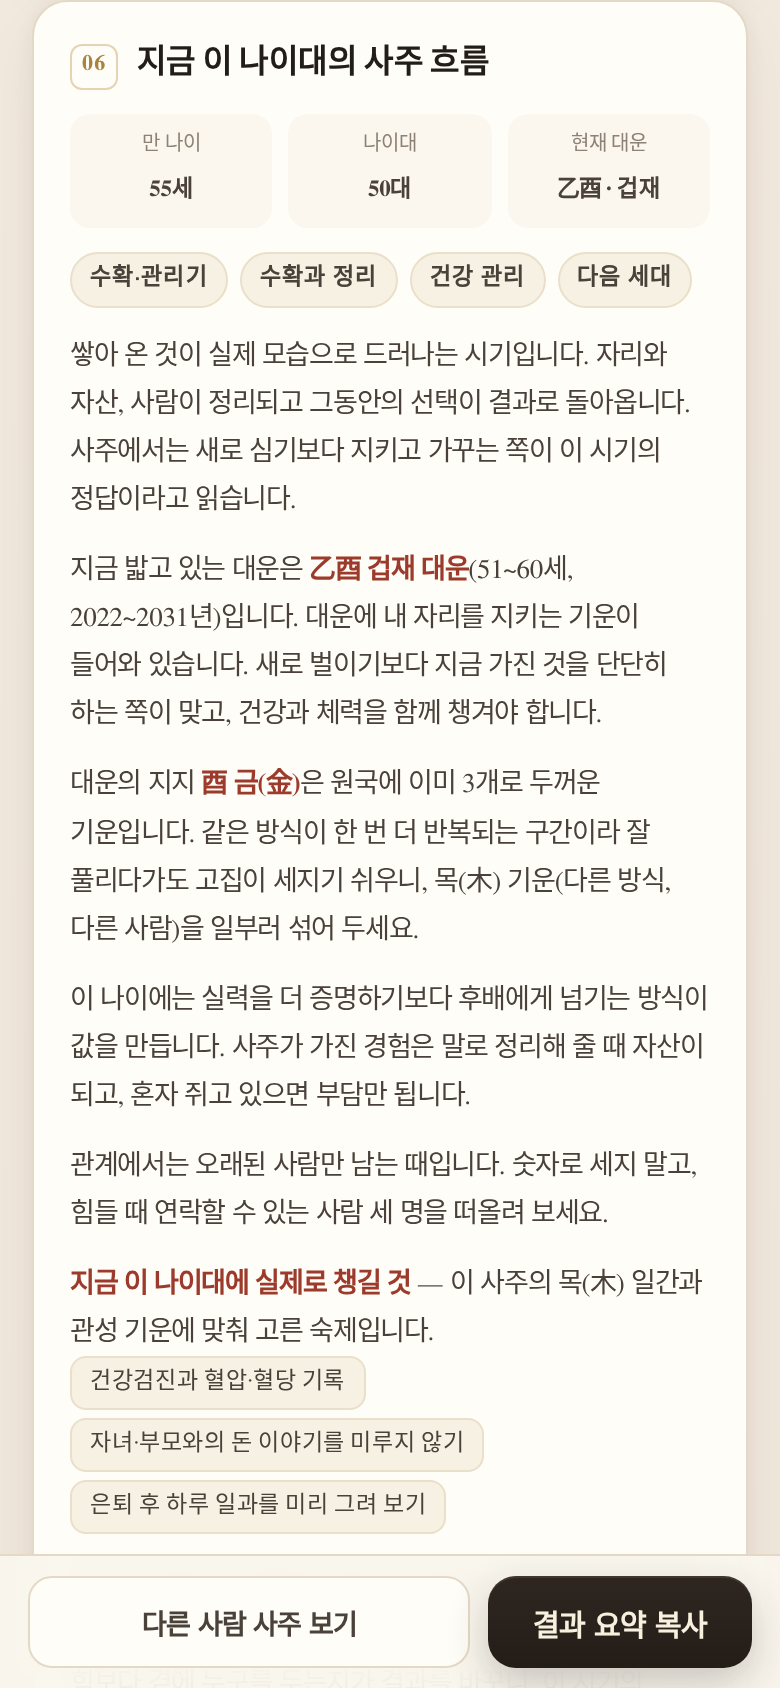 06 지금 이 나이대의 사주 흐름
만 나이
55세
나이대
50대
현재 대운
乙酉 · 겁재
수확·관리기
수확과 정리
건강 관리
다음 세대
쌓아 온 것이 실제 모습으로 드러나는 시기입니다. 자리와
자산, 사람이 정리되고 그동안의 선택이 결과로 돌아옵니다.
사주에서는 새로 심기보다 지키고 가꾸는 쪽이 이 시기의
정답이라고 읽습니다.
지금 밟고 있는 대운은 乙酉 겁재 대운(51~60세,
2022~2031년)입니다. 대운에 내 자리를 지키는 기운이
들어와 있습니다. 새로 벌이기보다 지금 가진 것을 단단히
하는 쪽이 맞고, 건강과 체력을 함께 챙겨야 합니다.
대운의 지지 酉 금(金)은 원국에 이미 3개로 두꺼운
기운입니다. 같은 방식이 한 번 더 반복되는 구간이라 잘
풀리다가도 고집이 세지기 쉬우니, 목(木) 기운(다른 방식,
다른 사람)을 일부러 섞어 두세요.
이 나이에는 실력을 더 증명하기보다 후배에게 넘기는 방식이
값을 만듭니다. 사주가 가진 경험은 말로 정리해 줄 때 자산이
되고, 혼자 쥐고 있으면 부담만 됩니다.
관계에서는 오래된 사람만 남는 때입니다. 숫자로 세지 말고,
힘들 때 연락할 수 있는 사람 세 명을 떠올려 보세요.
지금 이 나이대에 실제로 챙길 것 — 이 사주의 목(木) 일간과
관성 기운에 맞춰 고른 숙제입니다.
건강검진과 혈압·혈당 기록
자녀·부모와의 돈 이야기를 미루지 않기
은퇴 후 하루 일과를 미리 그려 보기
다른 사람 사주 보기
결과 요약 복사